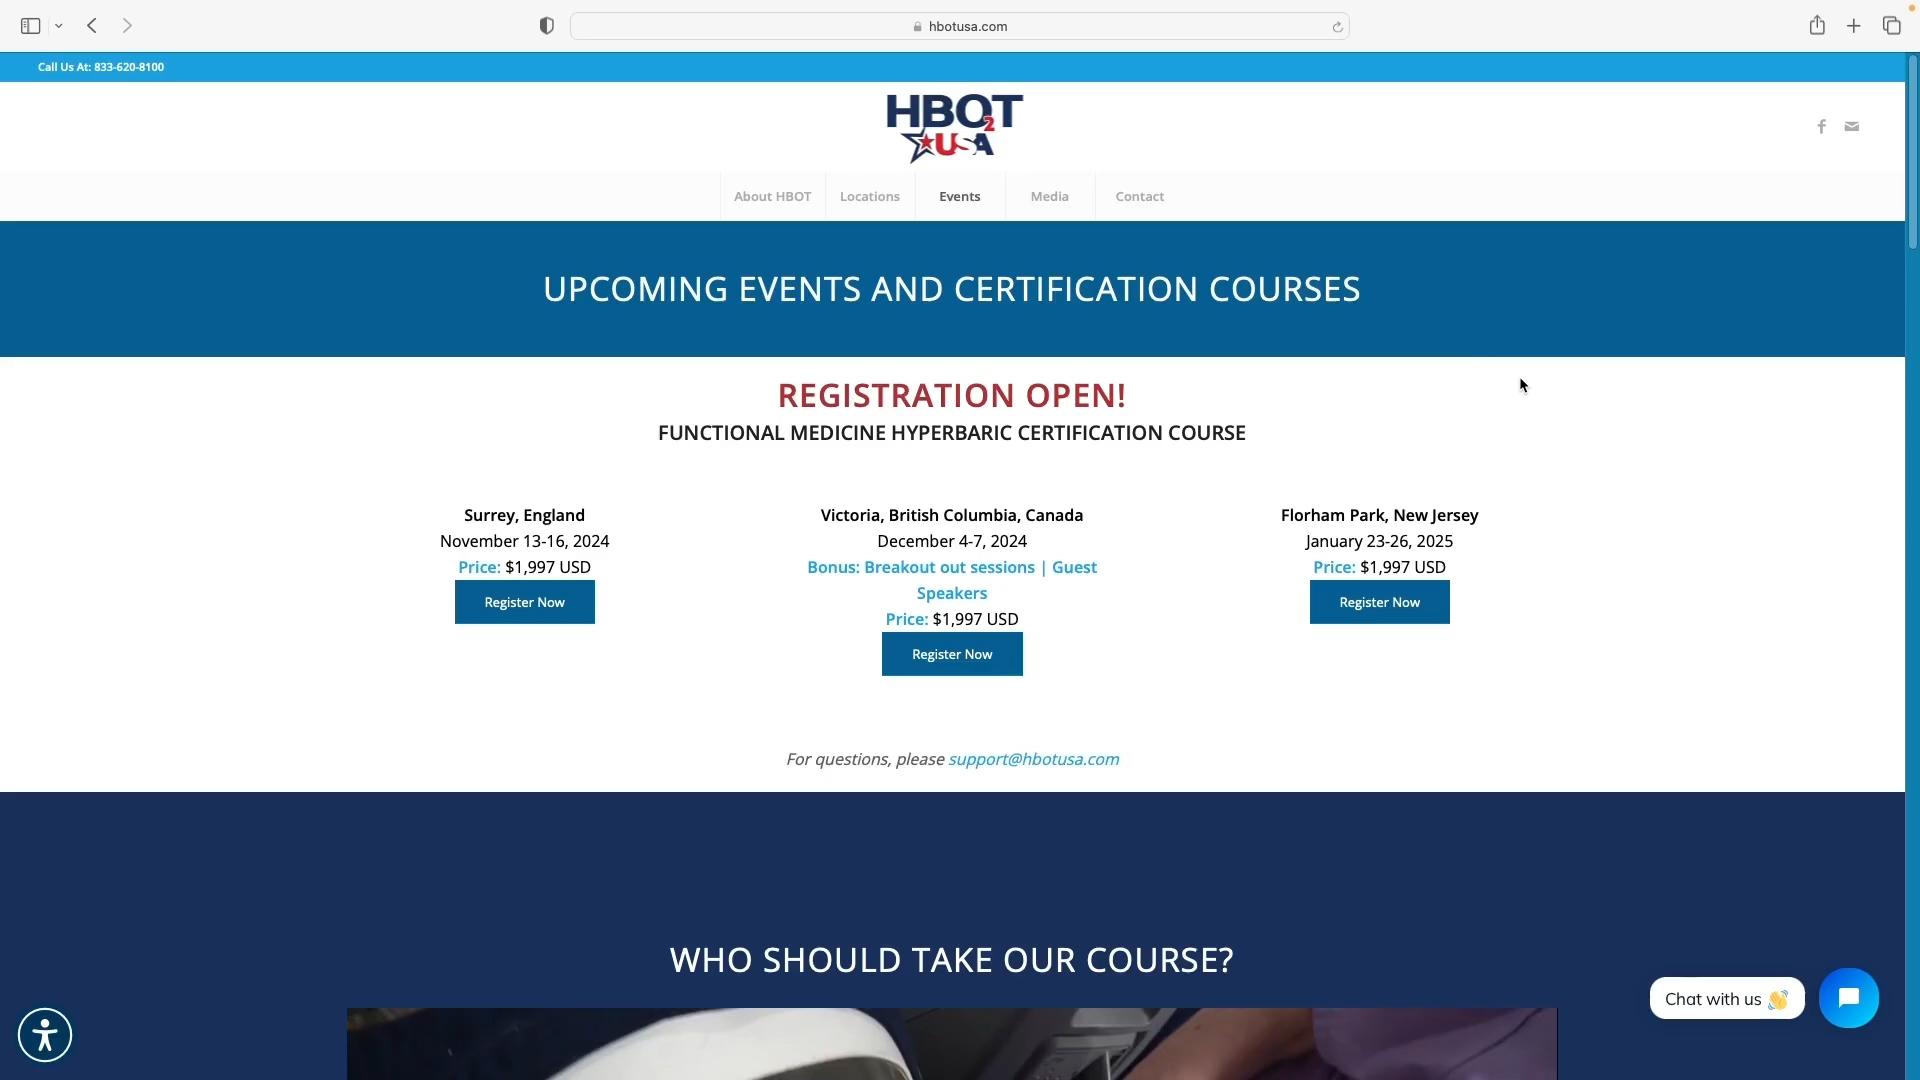 hbotusa.com
Call Us At: 833-620-8100
HBO2T
USA
About HBOT
Locations
Events
Media
Contact
UPCOMING EVENTS AND CERTIFICATION COURSES
REGISTRATION OPEN!
FUNCTIONAL MEDICINE HYPERBARIC CERTIFICATION COURSE
Surrey, England
November 13-16, 2024
Price: $1,997 USD
Register Now
Victoria, British Columbia, Canada
December 4-7, 2024
Bonus: Breakout out sessions | Guest
Speakers
Price: $1,997 USD
Register Now
Florham Park, New Jersey
January 23-26, 2025
Price: $1,997 USD
Register Now
For questions, please support@hbotusa.com
WHO SHOULD TAKE OUR COURSE?
Chat with us 👋